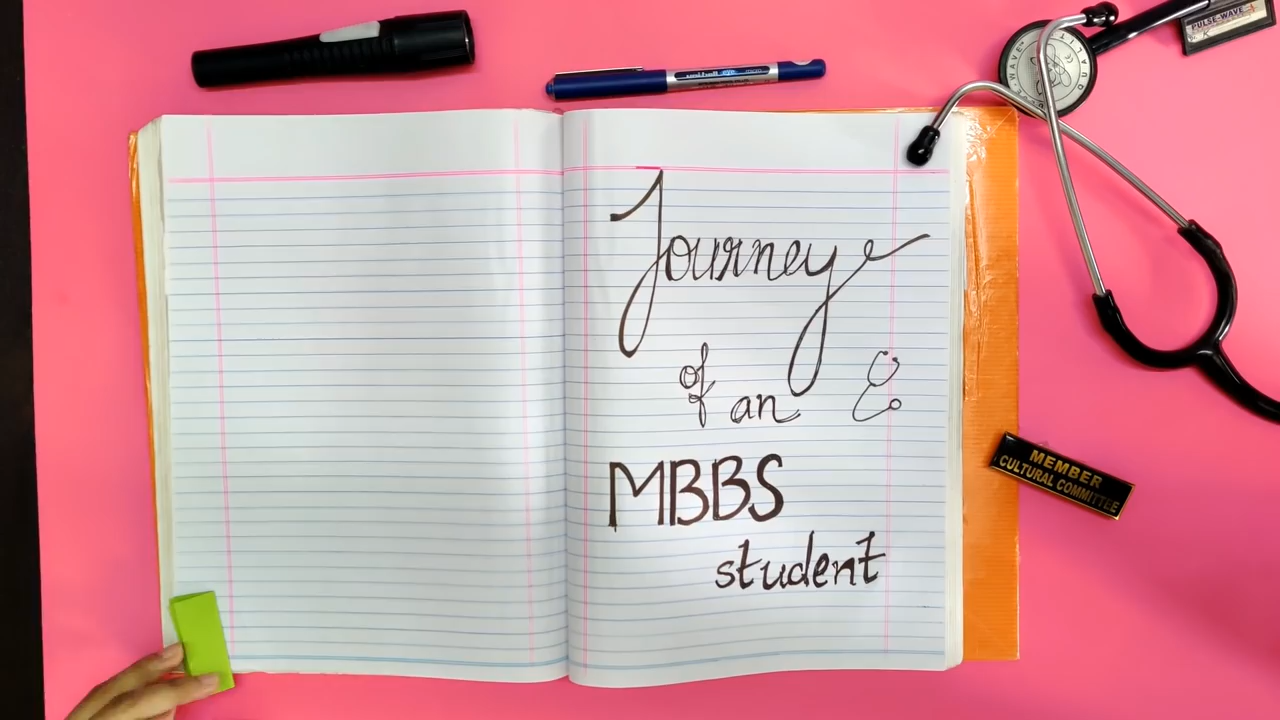 PULSE-WAVE
Journey
of an
MBBS
student
MEMBER
CULTURAL COMMITTEE